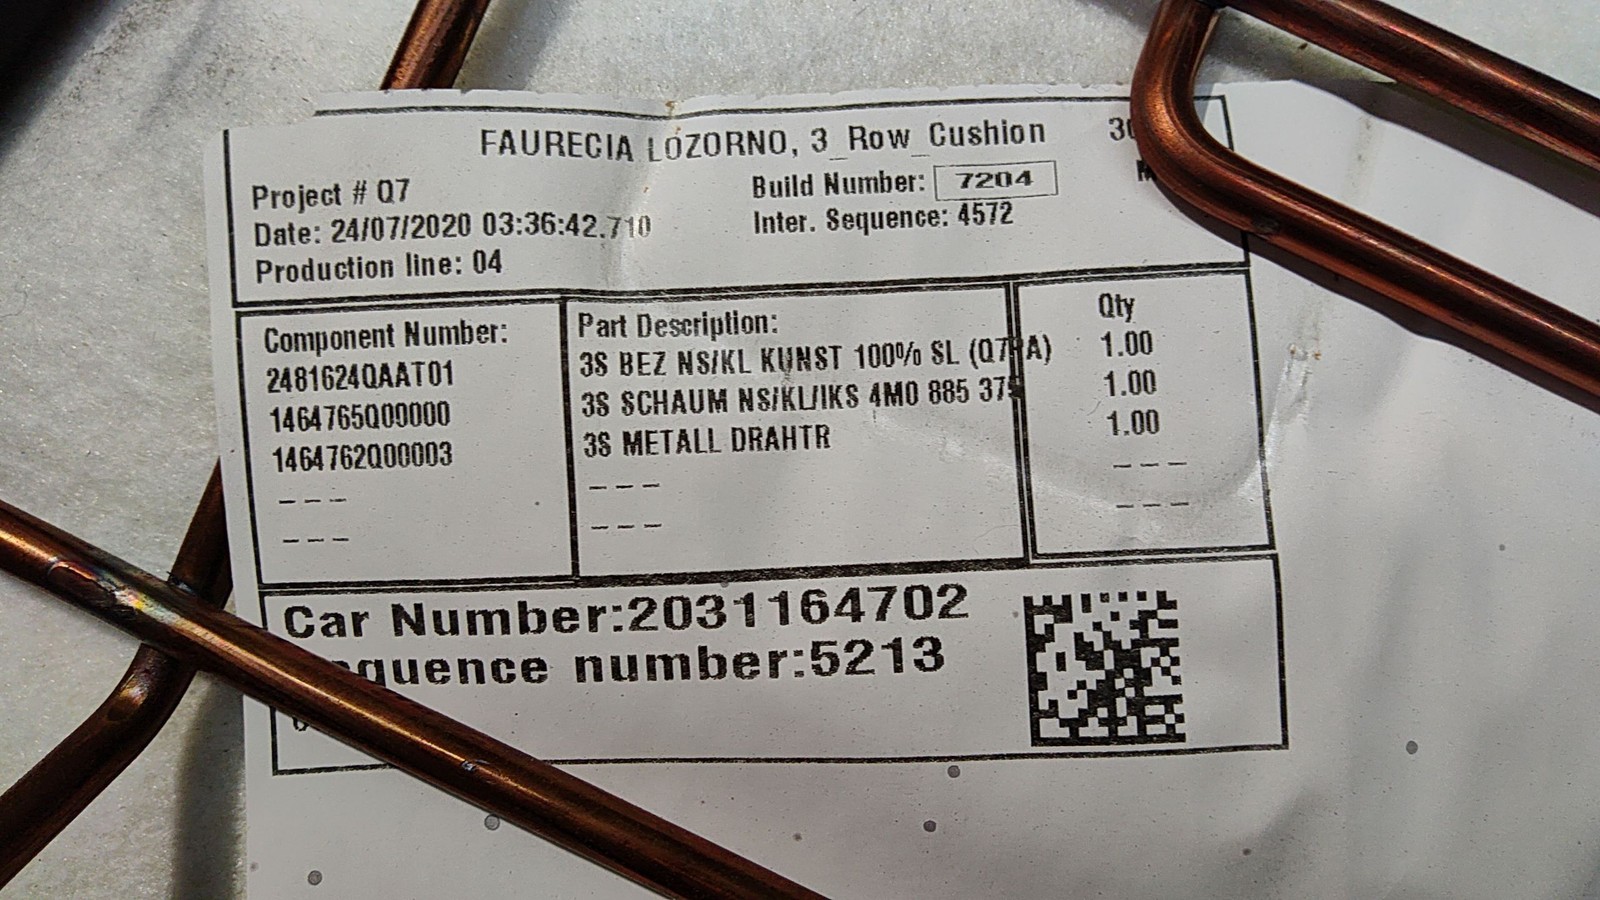 FAURECIA LOZORNO, 3_Row_Cushion
Project # Q7
Build Number: 7204
Date: 24/07/2020 03:36:42.710
Inter. Sequence: 4572
Production line: 04
Component Number: Part Description: Qty
2481624QAAT01 3S BEZ NS/KL KUNST 100% SL 1.00
1464765Q00000 3S SCHAUM NS/KL/IKS 4M0 885 1.00
1464762Q00003 3S METALL DRAHTR 1.00
--- --- ---
--- --- ---
Car Number:2031164702
number:5213